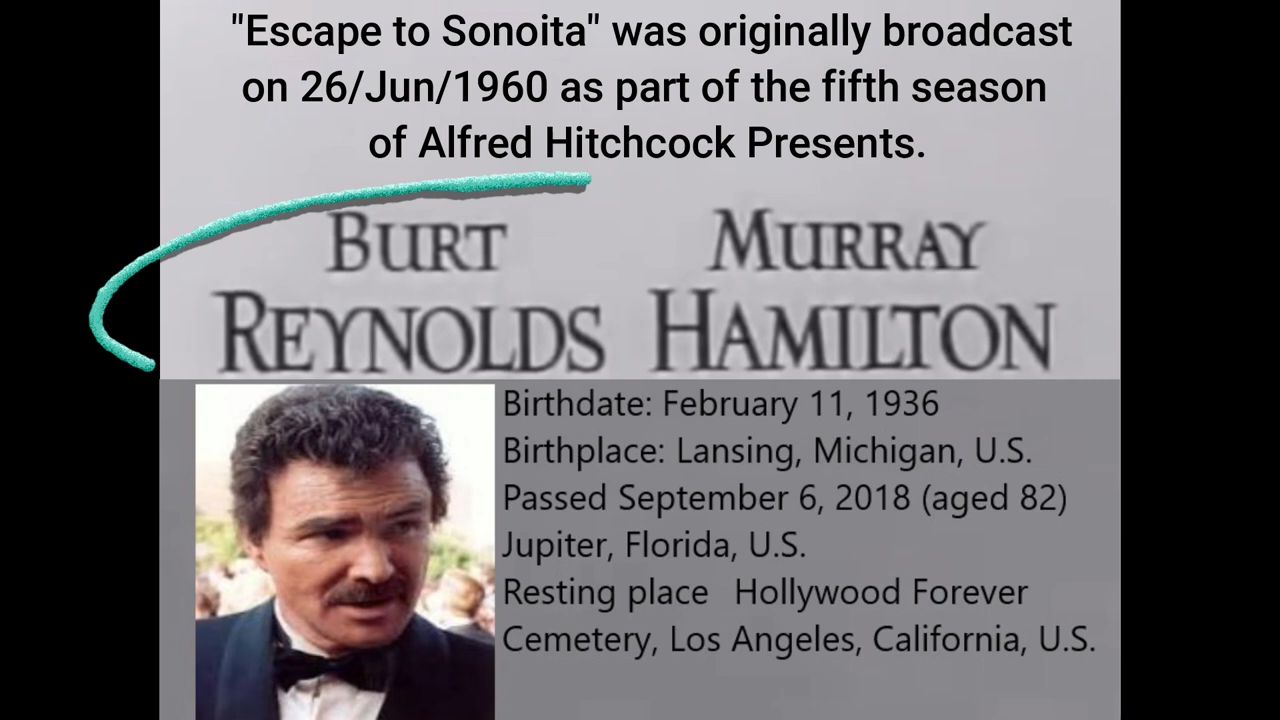 "Escape to Sonoita" was originally broadcast
on 26/Jun/1960 as part of the fifth season
of Alfred Hitchcock Presents.
BURT MURRAY
REYNOLDS HAMILTON
Birthdate: February 11, 1936
Birthplace: Lansing, Michigan, U.S.
Passed September 6, 2018 (aged 82)
Jupiter, Florida, U.S.
Resting place Hollywood Forever
Cemetery, Los Angeles, California, U.S.